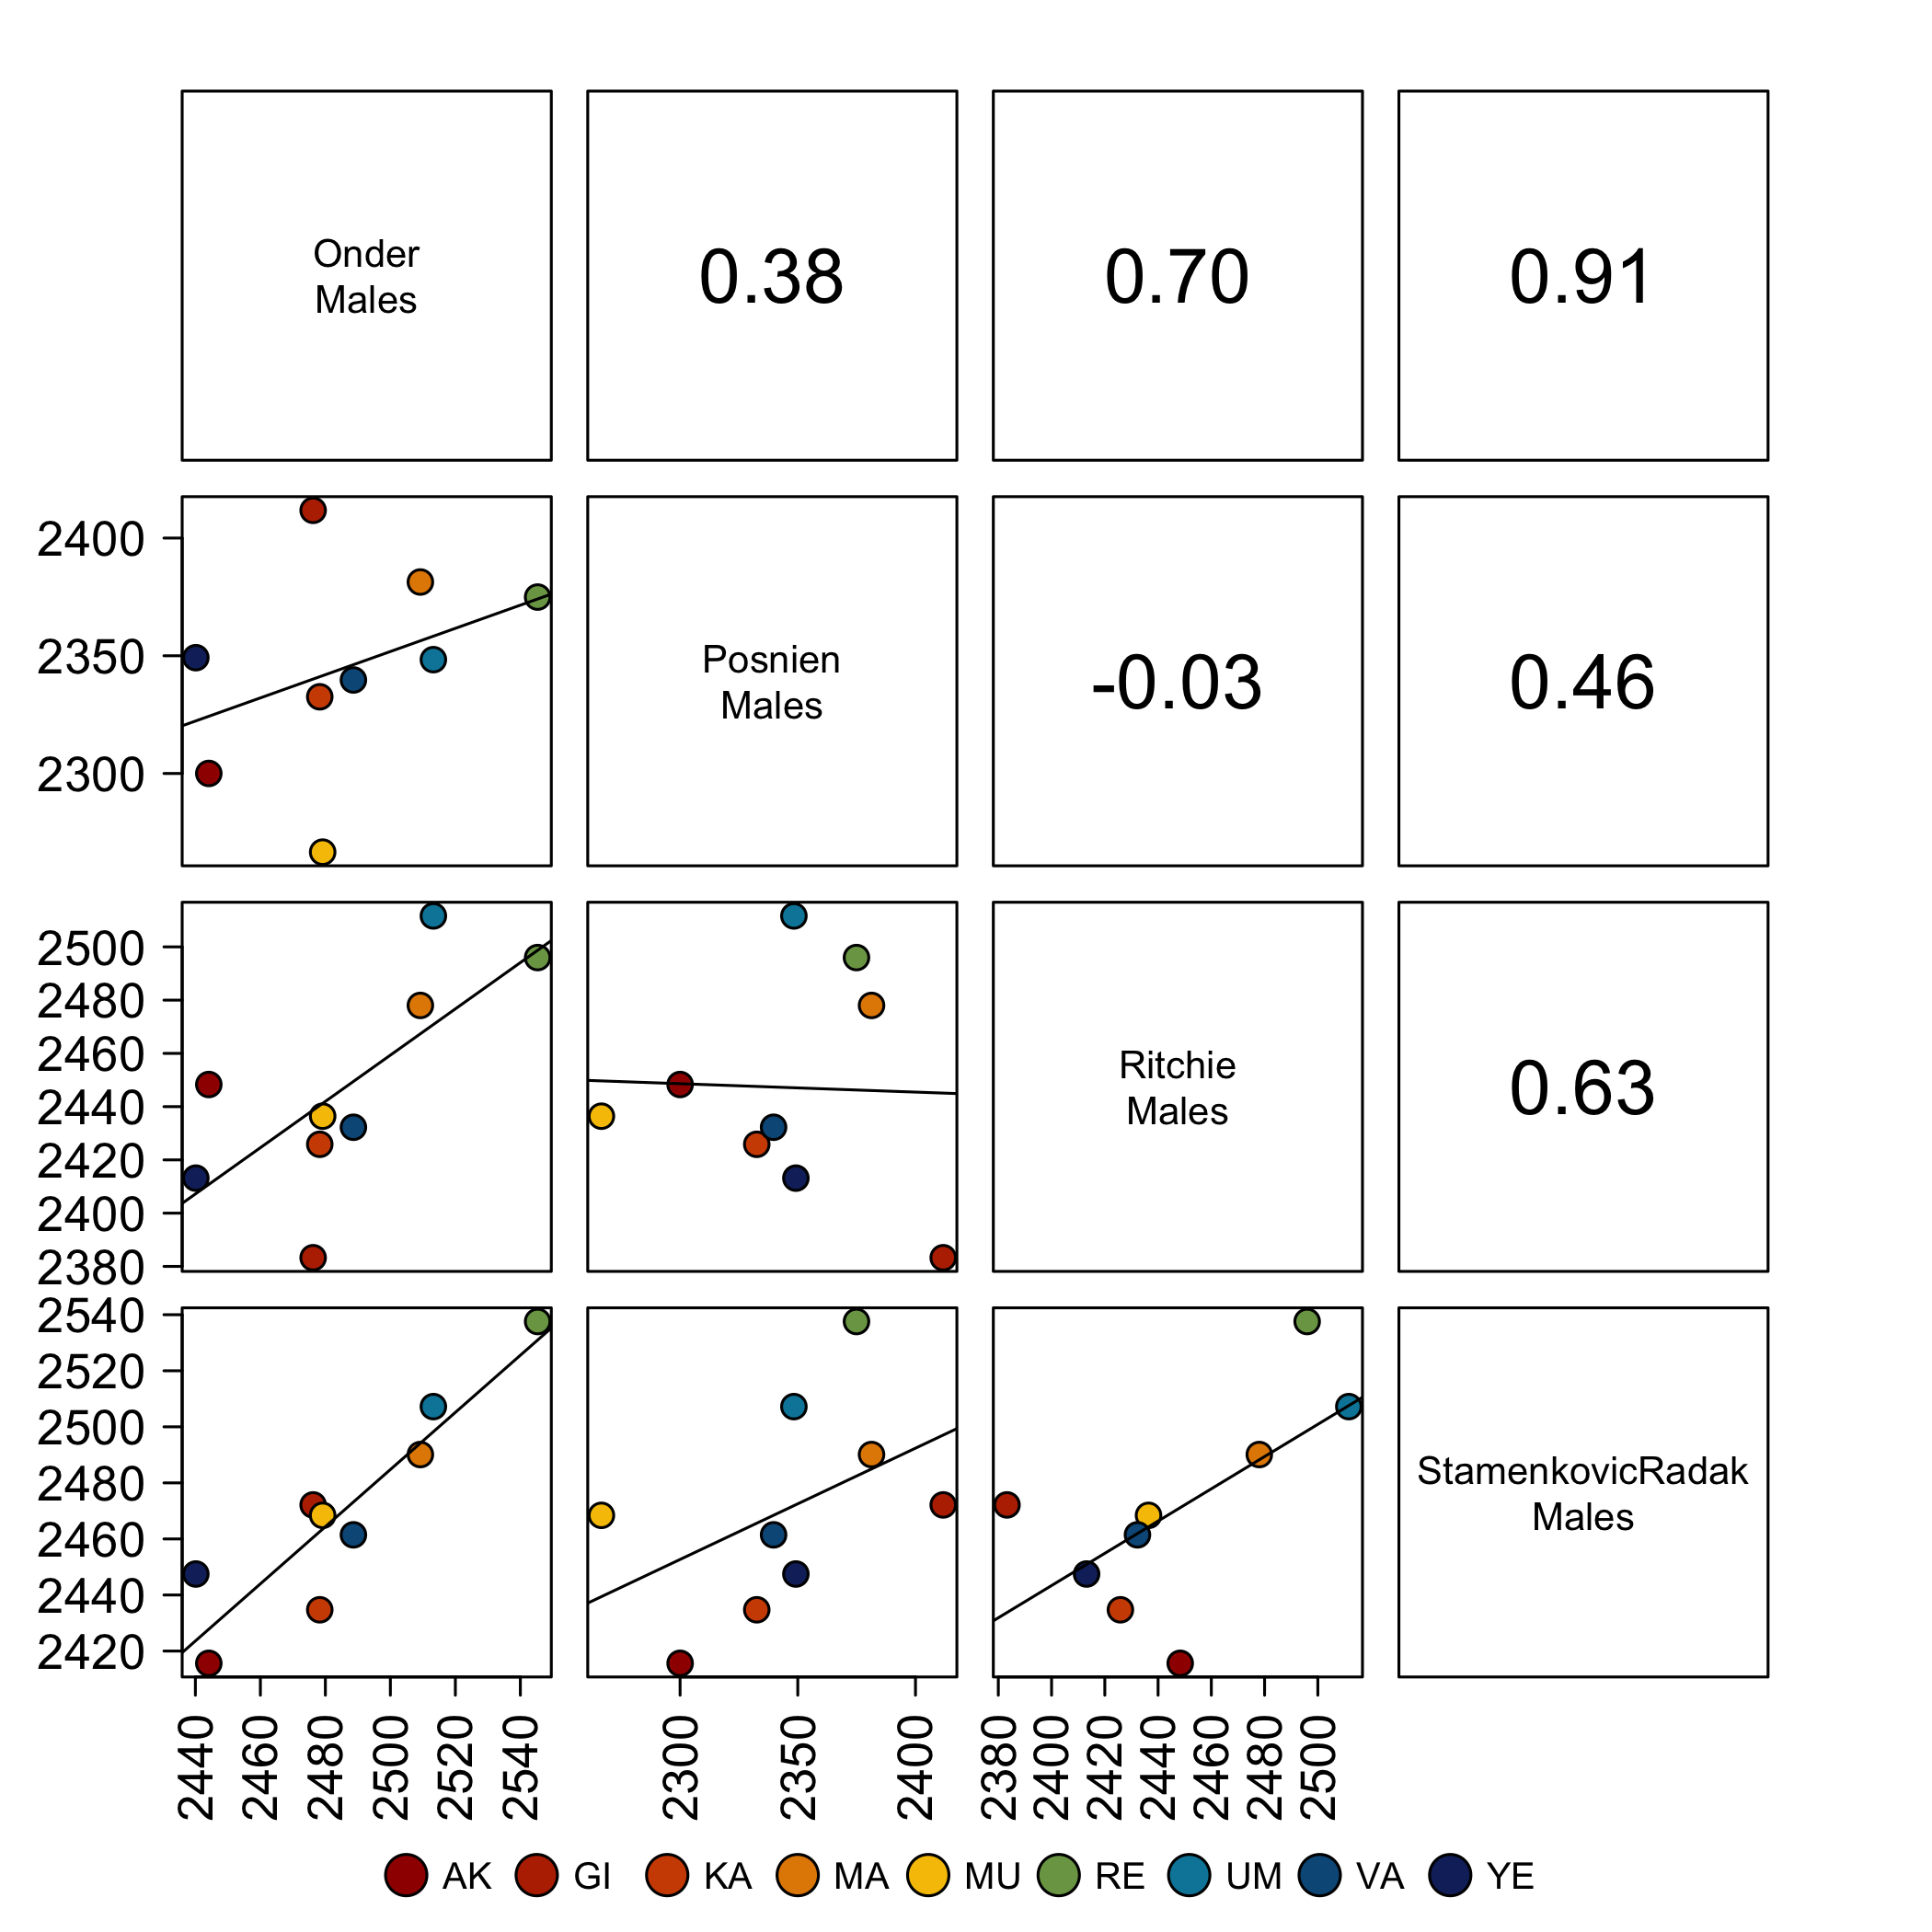 Onder
Males
0.38
0.70
0.91
2400
2350
2300
Posnien
Males
-0.03
0.46
2500
2480
2460
2440
2420
2400
2380
Ritchie
Males
0.63
2540
2520
2500
2480
2460
2440
2420
StamenkovicRadak
Males
2440 2460 2480 2500 2520 2540
2300 2350 2400
2380 2400 2420 2440 2460 2480 2500
AK GI KA MA MU RE UM VA YE